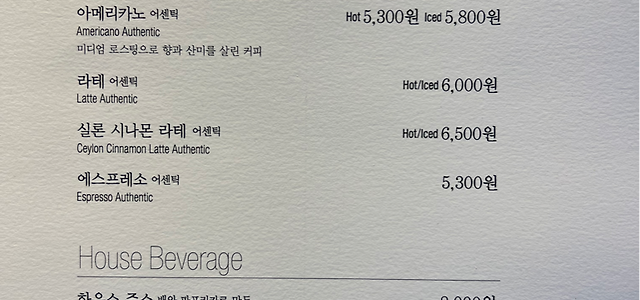 아메리카노 어센틱 Hot 5,300원 Iced 5,800원
Americano Authentic
미디엄 로스팅으로 향과 산미를 살린 커피
라테 어센틱 Hot/Iced 6,000원
Latte Authentic
실론 시나몬 라테 어센틱 Hot/Iced 6,500원
Ceylon Cinnamon Latte Authentic
에스프레소 어센틱 5,300원
Espresso Authentic
House Beverage